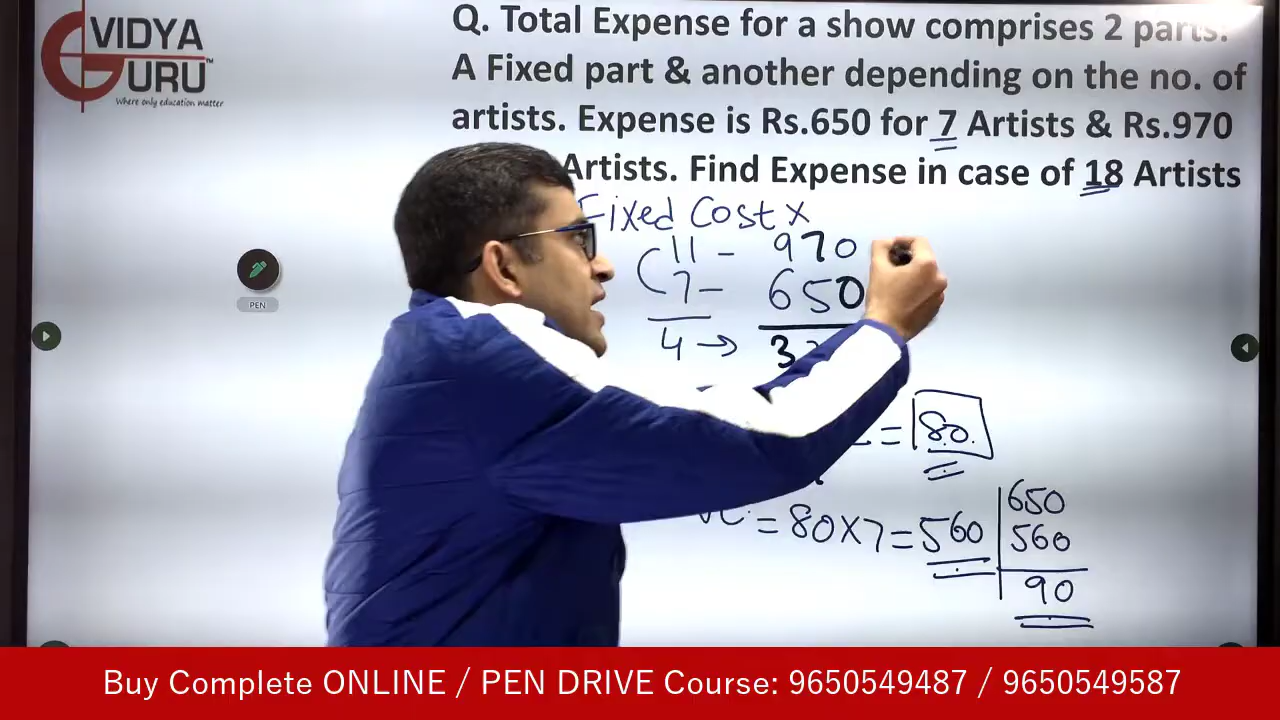 VIDYA
GURU
Where only education matter
Q. Total Expense for a show comprises 2 parts.
A Fixed part & another depending on the no. of
artists. Expense is Rs.650 for 7 Artists & Rs.970
Artists. Find Expense in case of 18 Artists
Fixed Cost x
11 - 970
7 - 650
4 → 3
= 80
= 80 x 7 = 560
650
560
90
PEN
Buy Complete ONLINE / PEN DRIVE Course: 9650549487 / 9650549587